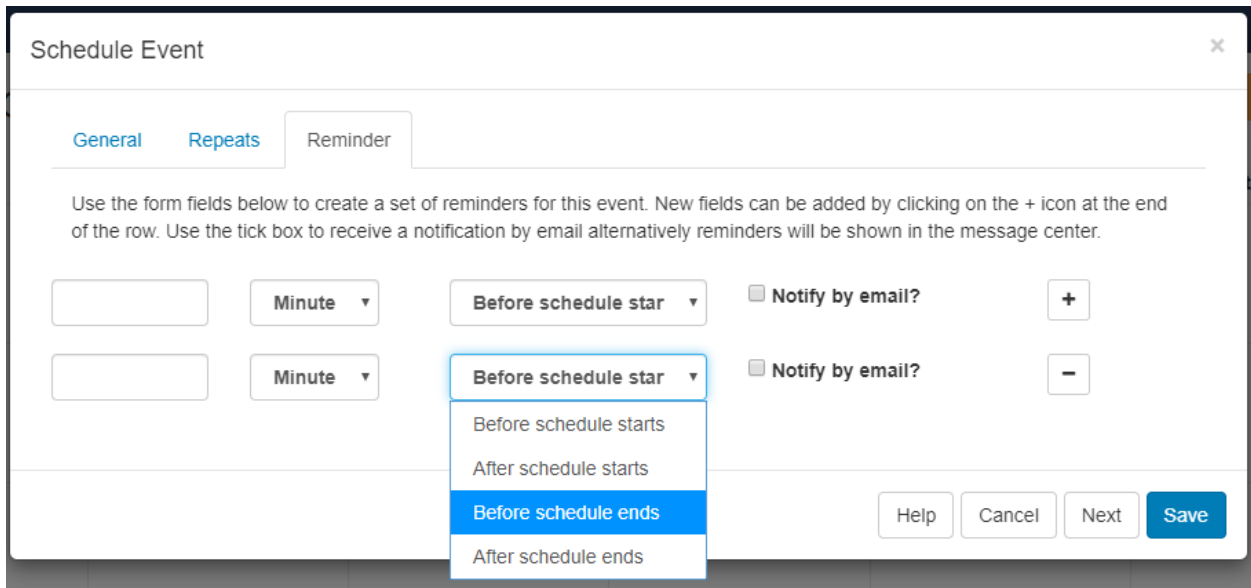 Schedule Event ×
General Repeats Reminder
Use the form fields below to create a set of reminders for this event. New fields can be added by clicking on the + icon at the end
of the row. Use the tick box to receive a notification by email alternatively reminders will be shown in the message center.
Minute Before schedule star Notify by email? +
Minute Before schedule star Notify by email? −
Before schedule starts
After schedule starts
Before schedule ends
Help Cancel Next Save
After schedule ends